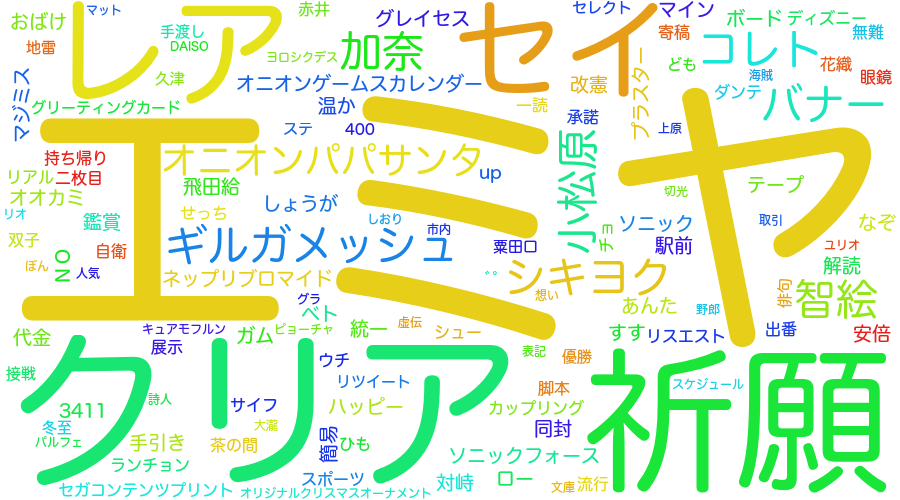 マット
赤井
グレイセス
セレクト
マイン
ボード
ディズニー
おばけ
レア
手渡し
DAISO
ヨロシクデス
加奈
セイ
寄稿
コレト
無難
地雷
久津
オニオンゲームスカレンダー
改憲
プラスター
ども
海賊
花織
眼鏡
マジミス
グリーティングカード
温か
一読
承諾
ダンテ
バナー
エミヤ
ステ
400
上原
持ち帰り
オニオンパパサンタ
小松原
リアル
二枚目
飛田給
up
切光
テープ
オオカミ
しょうが
リオ
鑑賞
せっち
しおり
ソニック
取引
なぞ
双子
自衛
ギルガメッシュ
市内
粟田口
チョ
駅前
ユリオ
ぽん
NO
人気
ネップリブロマイド
シキヨク
解読
グラ
想い
あんた
俳句
智絵
ベト
野郎
代金
キュアモフルン
ガム
ピョーチャ
統一
虚伝
シュー
すす
リスエスト
出番
安倍
展示
表記
優勝
接戦
クリア
ウチ
リツイート
脚本
祈願
スケジュール
詩人
3411
サイフ
ハッピー
カップリング
冬至
大瀧
同封
パルフェ
手引き
茶の間
簡易
ひも
ランチョン
ソニックフォース
スポーツ
対峙
ロー
セガコンテンツプリント
オリジナルクリスマスオーナメント
文庫
流行